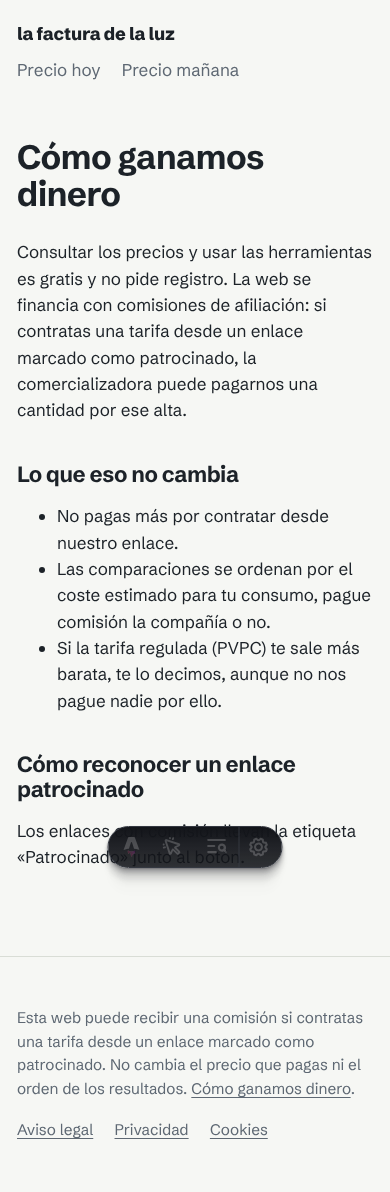 la factura de la luz
Precio hoy Precio mañana
Cómo ganamos
dinero
Consultar los precios y usar las herramientas
es gratis y no pide registro. La web se
financia con comisiones de afiliación: si
contratas una tarifa desde un enlace
marcado como patrocinado, la
comercializadora puede pagarnos una
cantidad por ese alta.
Lo que eso no cambia
No pagas más por contratar desde
nuestro enlace.
Las comparaciones se ordenan por el
coste estimado para tu consumo, pague
comisión la compañía o no.
Si la tarifa regulada (PVPC) te sale más
barata, te lo decimos, aunque no nos
pague nadie por ello.
Cómo reconocer un enlace
patrocinado
Los enlaces la etiqueta
«Patrocinado» junto al botón.
Esta web puede recibir una comisión si contratas
una tarifa desde un enlace marcado como
patrocinado. No cambia el precio que pagas ni el
orden de los resultados. Cómo ganamos dinero.
Aviso legal Privacidad Cookies